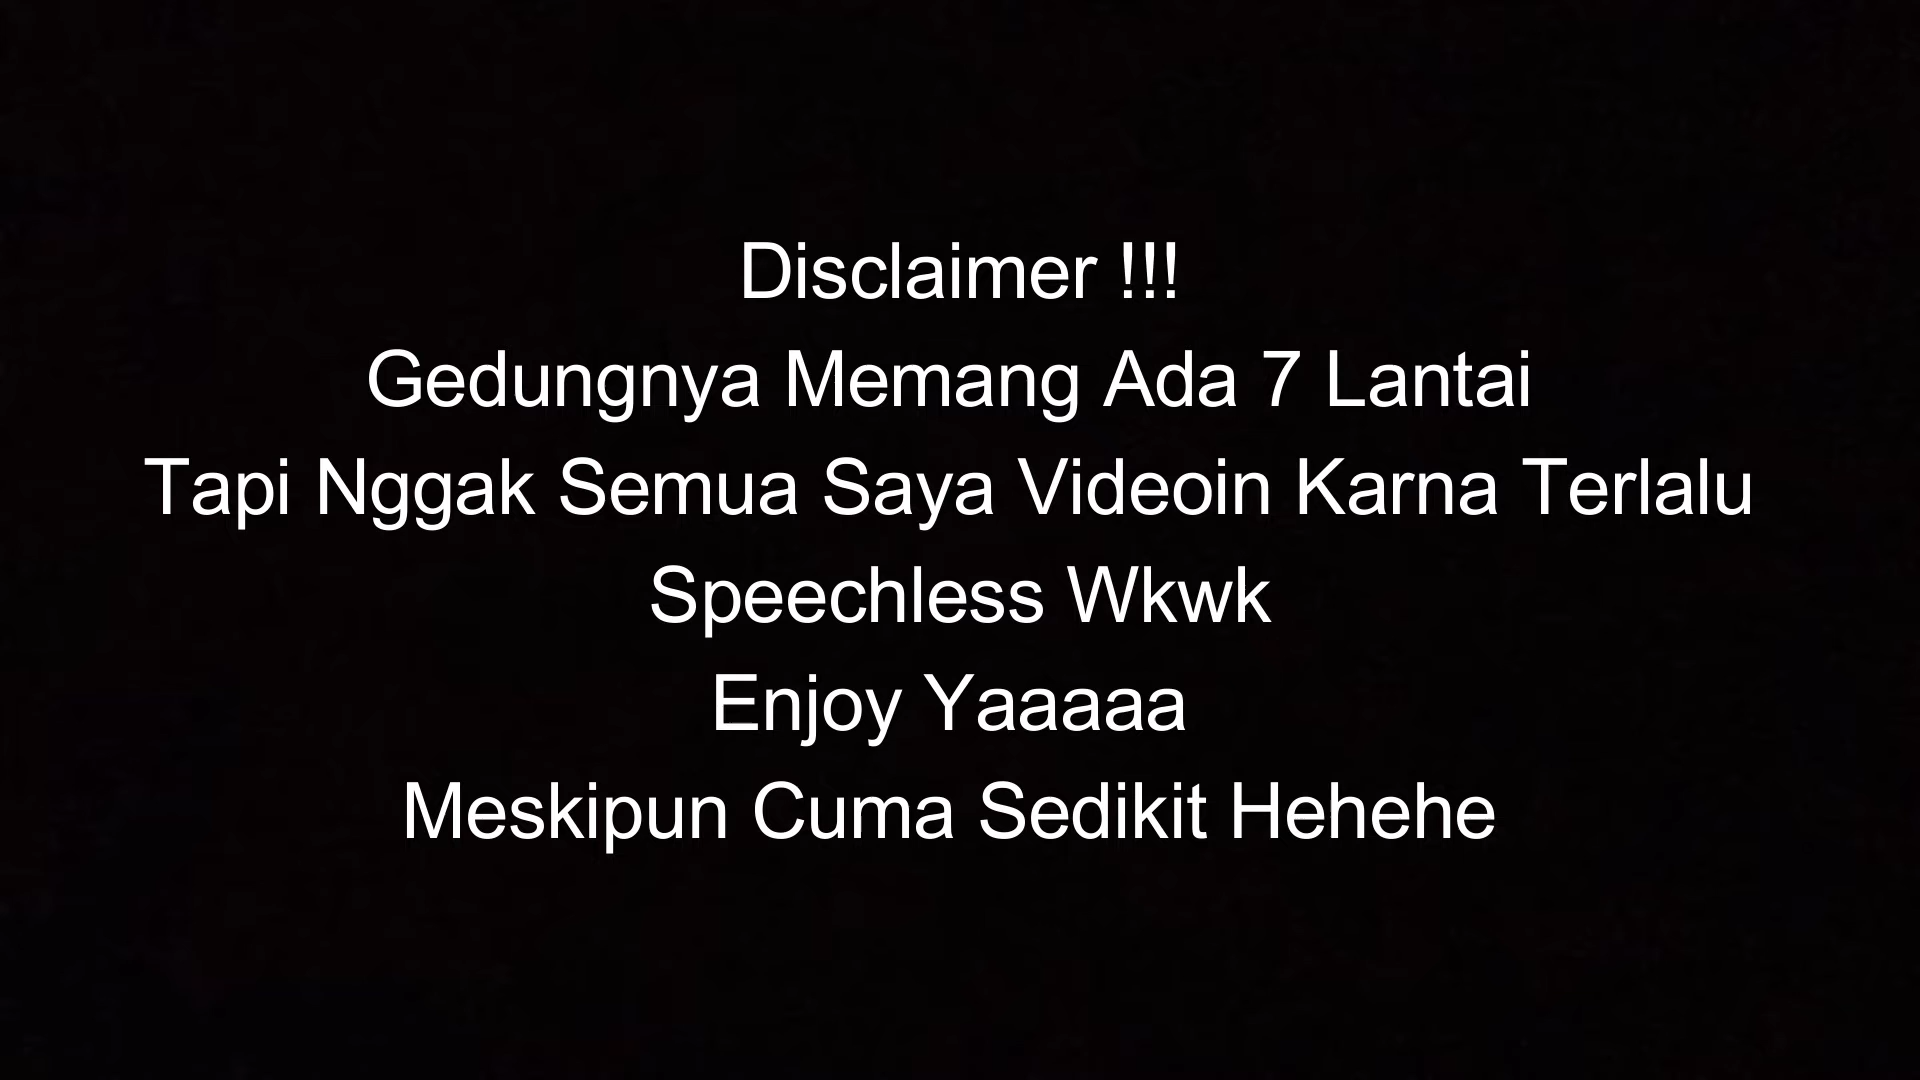 Disclaimer !!!
Gedungnya Memang Ada 7 Lantai
Tapi Nggak Semua Saya Videoin Karna Terlalu
Speechless Wkwk
Enjoy Yaaaaa
Meskipun Cuma Sedikit Hehehe